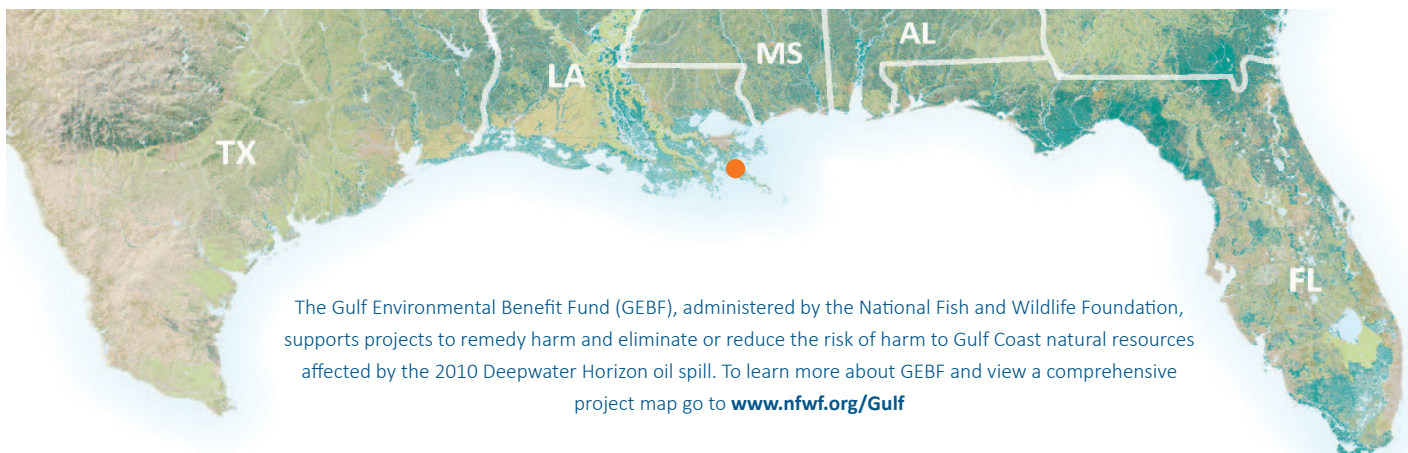 AL
MS
LA
TX
FL
The Gulf Environmental Benefit Fund (GEBF), administered by the National Fish and Wildlife Foundation,
supports projects to remedy harm and eliminate or reduce the risk of harm to Gulf Coast natural resources
affected by the 2010 Deepwater Horizon oil spill. To learn more about GEBF and view a comprehensive
project map go to www.nfwf.org/Gulf